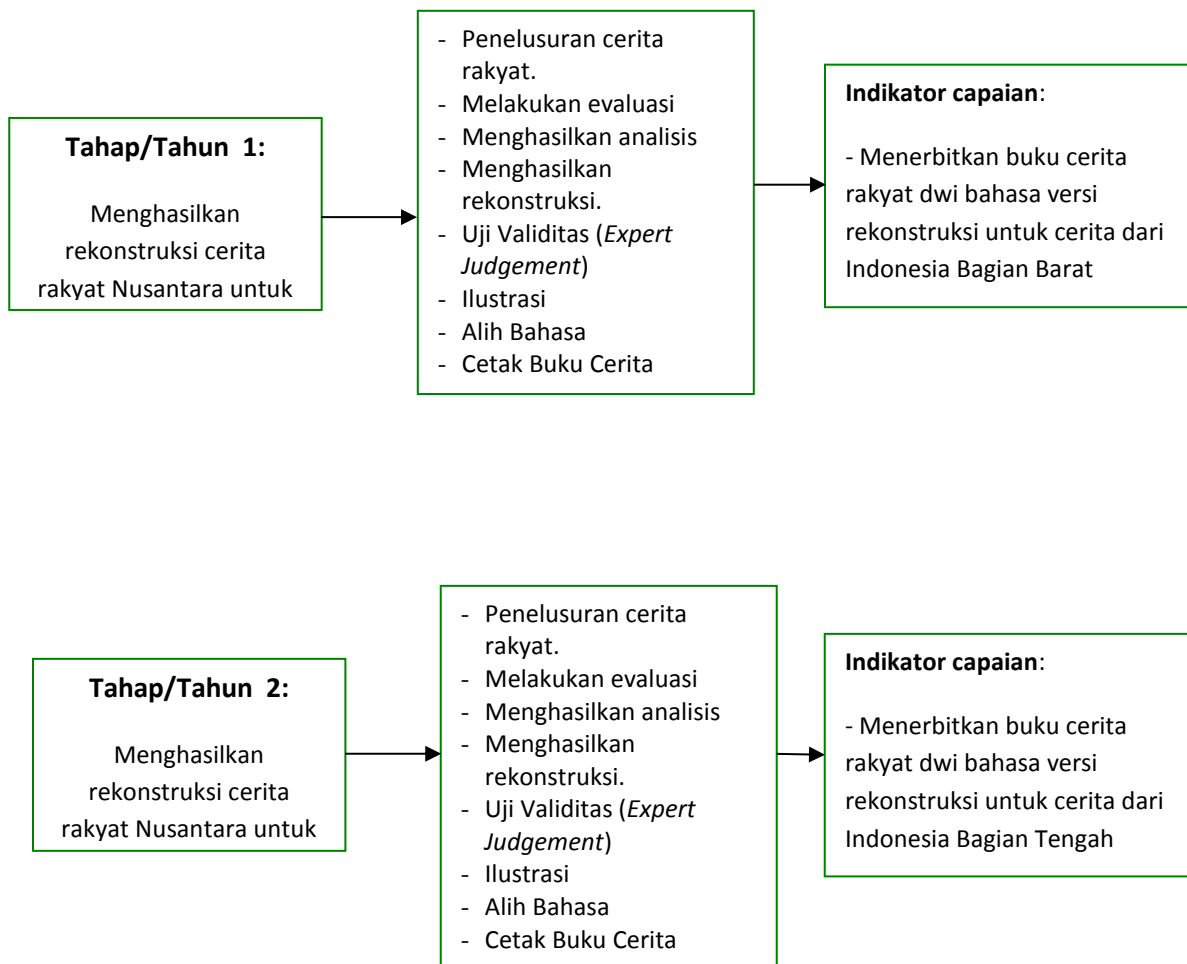 Tahap/Tahun 1:
Menghasilkan
rekonstruksi cerita
rakyat Nusantara untuk
- Penelusuran cerita
rakyat.
- Melakukan evaluasi
- Menghasilkan analisis
- Menghasilkan
rekonstruksi.
- Uji Validitas (Expert
Judgement)
- Ilustrasi
- Alih Bahasa
- Cetak Buku Cerita
Indikator capaian:
- Menerbitkan buku cerita
rakyat dwi bahasa versi
rekonstruksi untuk cerita dari
Indonesia Bagian Barat
Tahap/Tahun 2:
Menghasilkan
rekonstruksi cerita
rakyat Nusantara untuk
- Penelusuran cerita
rakyat.
- Melakukan evaluasi
- Menghasilkan analisis
- Menghasilkan
rekonstruksi.
- Uji Validitas (Expert
Judgement)
- Ilustrasi
- Alih Bahasa
- Cetak Buku Cerita
Indikator capaian:
- Menerbitkan buku cerita
rakyat dwi bahasa versi
rekonstruksi untuk cerita dari
Indonesia Bagian Tengah